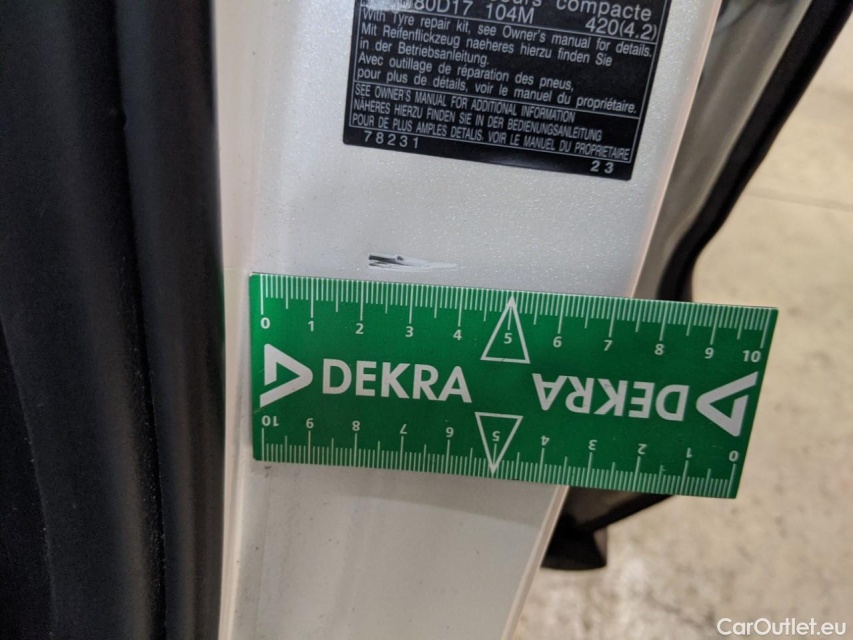 compacte
80D17 104M 420(4.2)
With Tyre repair kit, see Owner's manual for details.
Mit Reifenflickzeug naeheres hierzu finden Sie
in der Betriebsanleitung.
Avec outillage de réparation des pneus,
pour plus de détails, voir le manuel du propriétaire.
SEE OWNER'S MANUAL FOR ADDITIONAL INFORMATION
NÄHERES HIERZU FINDEN SIE IN DER BEDIENUNGSANLEITUNG
POUR DE PLUS AMPLES DETAILS. VOIR LE MANUEL DU PROPRIETAIRE
78231 23
0 1 2 3 4 5 6 7 8 9 10
DEKRA DEKRA
10 9 8 7 6 5 4 3 2 1 0
CarOutlet.eu